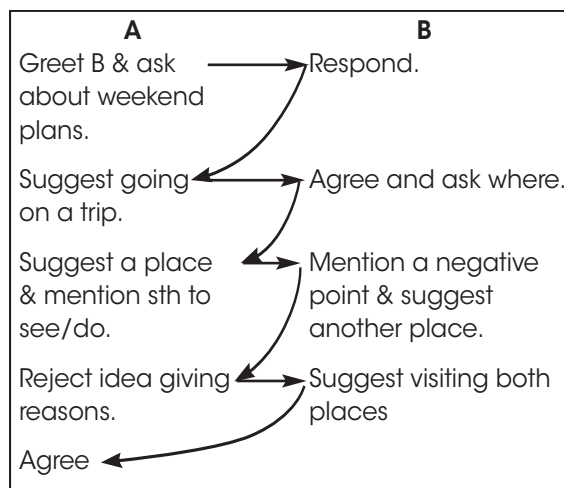 A B
Greet B & ask Respond.
about weekend
plans.
Suggest going Agree and ask where.
on a trip.
Suggest a place Mention a negative
& mention sth to point & suggest
see/do. another place.
Reject idea giving Suggest visiting both
reasons. places
Agree